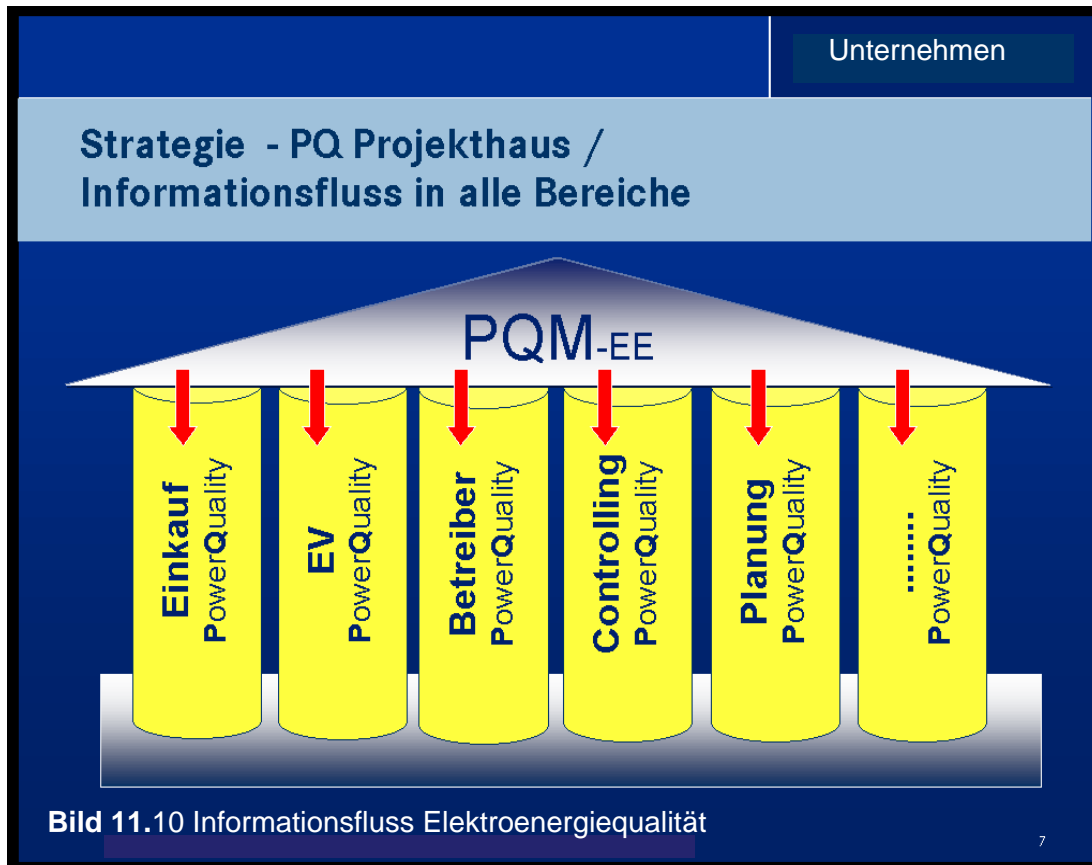 Unternehmen
Strategie - PQ Projekthaus /
Informationsfluss in alle Bereiche
PQM-EE
Einkauf
PowerQuality
EV
PowerQuality
Betreiber
PowerQuality
Controlling
PowerQuality
Planung
PowerQuality
.........
PowerQuality
Bild 11.10 Informationsfluss Elektroenergiequalität
7